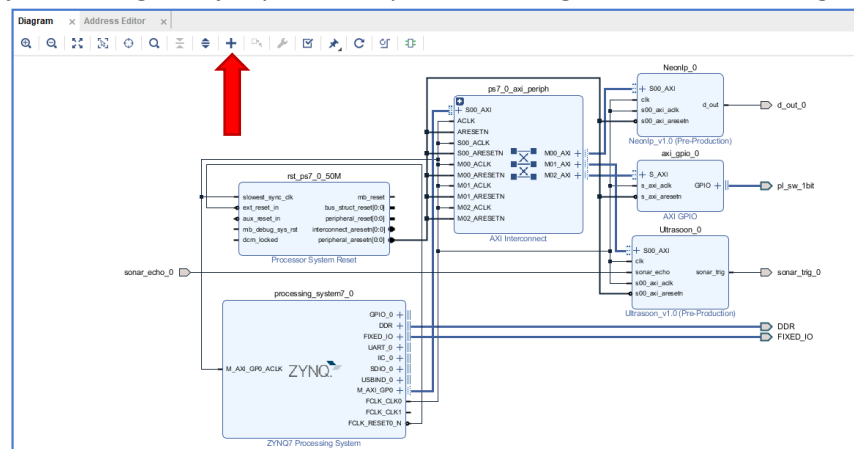 Diagram × Address Editor ×
NeonIp_0
S00_AXI
clk
s00_axi_aclk
s00_axi_aresetn
d_out
d_out_0
NeonIp_v1.0 (Pre-Production)
ps7_0_axi_periph
S00_AXI
ACLK
ARESETN
S00_ACLK
S00_ARESETN
M00_ACLK
M00_ARESETN
M01_ACLK
M01_ARESETN
M02_ACLK
M02_ARESETN
M00_AXI
M01_AXI
M02_AXI
AXI Interconnect
axi_gpio_0
S_AXI
s_axi_aclk
s_axi_aresetn
GPIO
pl_sw_1bit
AXI GPIO
rst_ps7_0_50M
slowest_sync_clk
ext_reset_in
aux_reset_in
mb_debug_sys_rst
dcm_locked
mb_reset
bus_struct_reset[0:0]
peripheral_reset[0:0]
interconnect_aresetn[0:0]
peripheral_aresetn[0:0]
Processor System Reset
Ultrasoon_0
S00_AXI
clk
sonar_echo
s00_axi_aclk
s00_axi_aresetn
sonar_trig
sonar_trig_0
Ultrasoon_v1.0 (Pre-Production)
sonar_echo_0
processing_system7_0
M_AXI_GP0_ACLK
ZYNQ
GPIO_0
DDR
FIXED_IO
UART_0
IIC_0
SDIO_0
USBIND_0
M_AXI_GP0
FCLK_CLK0
FCLK_CLK1
FCLK_RESET0_N
ZYNQ7 Processing System
DDR
FIXED_IO